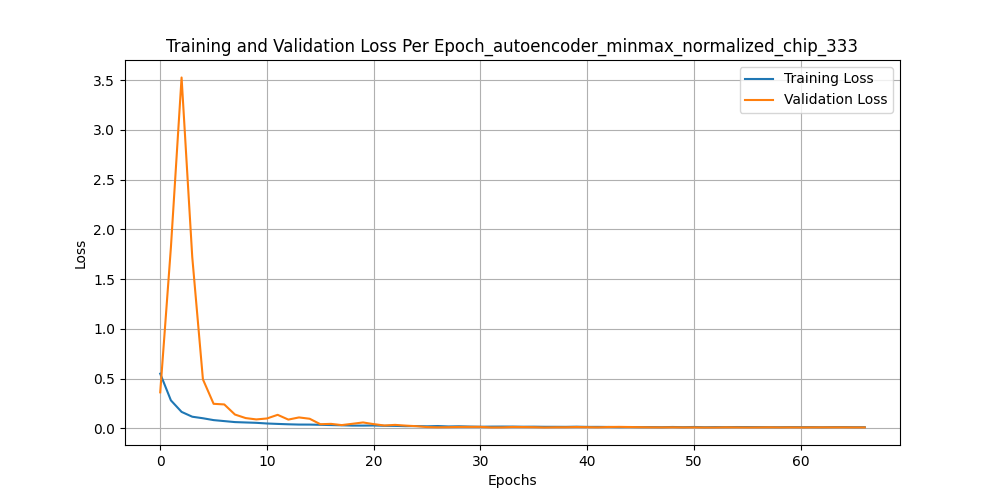 Training and Validation Loss Per Epoch_autoencoder_minmax_normalized_chip_333
Training Loss
Validation Loss
3.5
3.0
2.5
2.0
1.5
1.0
0.5
0.0
Loss
0 10 20 30 40 50 60
Epochs